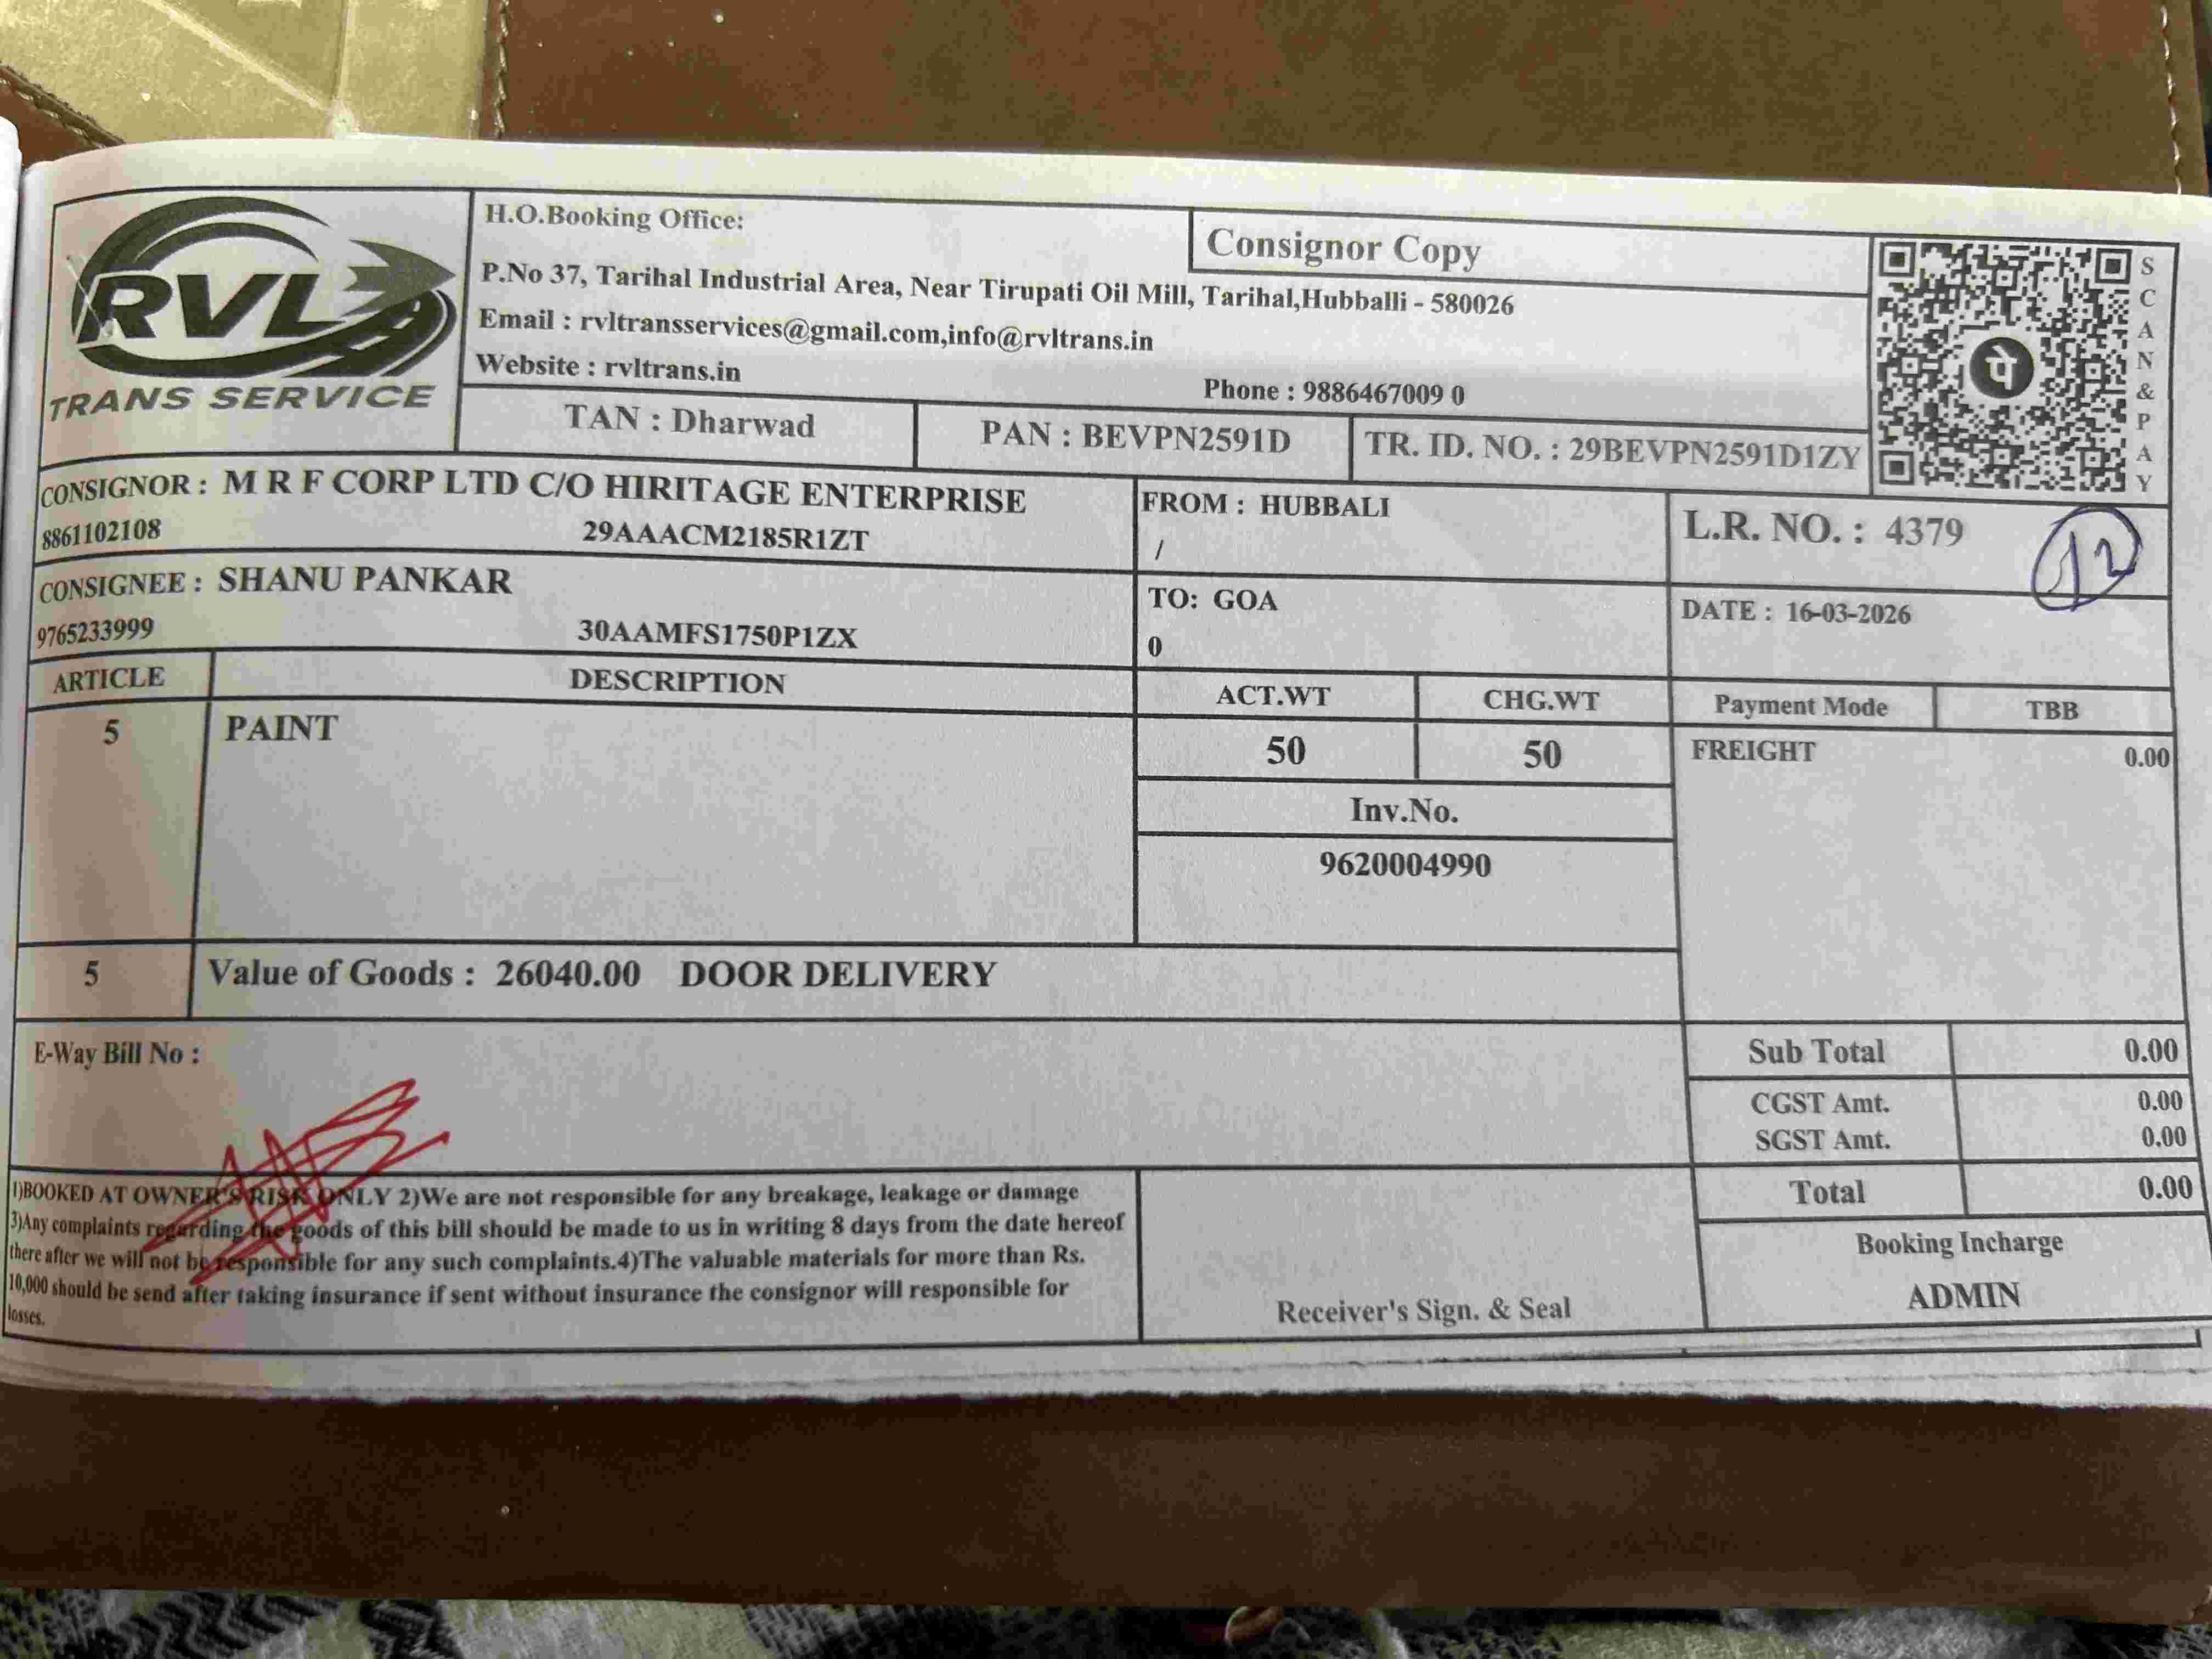 RVL
TRANS SERVICE
H.O.Booking Office:
Consignor Copy
P.No 37, Tarihal Industrial Area, Near Tirupati Oil Mill, Tarihal,Hubballi - 580026
Email : rvltransservices@gmail.com,info@rvltrans.in
Website : rvltrans.in
Phone : 9886467009 0
TAN : Dharwad
PAN : BEVPN2591D
TR. ID. NO. : 29BEVPN2591D1ZY
पे
SCAN&PAY
CONSIGNOR : M R F CORP LTD C/O HIRITAGE ENTERPRISE
8861102108 29AAACM2185R1ZT
FROM : HUBBALI
/
L.R. NO. : 4379
12
CONSIGNEE : SHANU PANKAR
9765233999 30AAMFS1750P1ZX
TO: GOA
0
DATE : 16-03-2026
ARTICLE DESCRIPTION ACT.WT CHG.WT Payment Mode TBB
5 PAINT 50 50 FREIGHT 0.00
Inv.No.
9620004990
5 Value of Goods : 26040.00 DOOR DELIVERY
E-Way Bill No :
Sub Total 0.00
CGST Amt. 0.00
SGST Amt. 0.00
Total 0.00
1)BOOKED AT OWNER'S RISK ONLY 2)We are not responsible for any breakage, leakage or damage
3)Any complaints regarding the goods of this bill should be made to us in writing 8 days from the date hereof
there after we will not be responsible for any such complaints.4)The valuable materials for more than Rs.
10,000 should be send after taking insurance if sent without insurance the consignor will responsible for
losses.
Receiver's Sign. & Seal
Booking Incharge
ADMIN